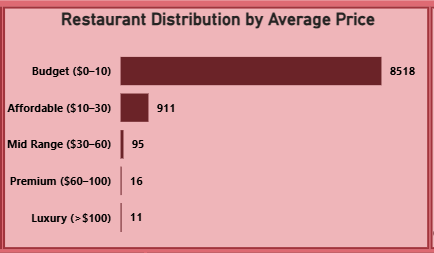 Restaurant Distribution by Average Price
Budget ($0–10) 8518
Affordable ($10–30) 911
Mid Range ($30–60) 95
Premium ($60–100) 16
Luxury (>$100) 11